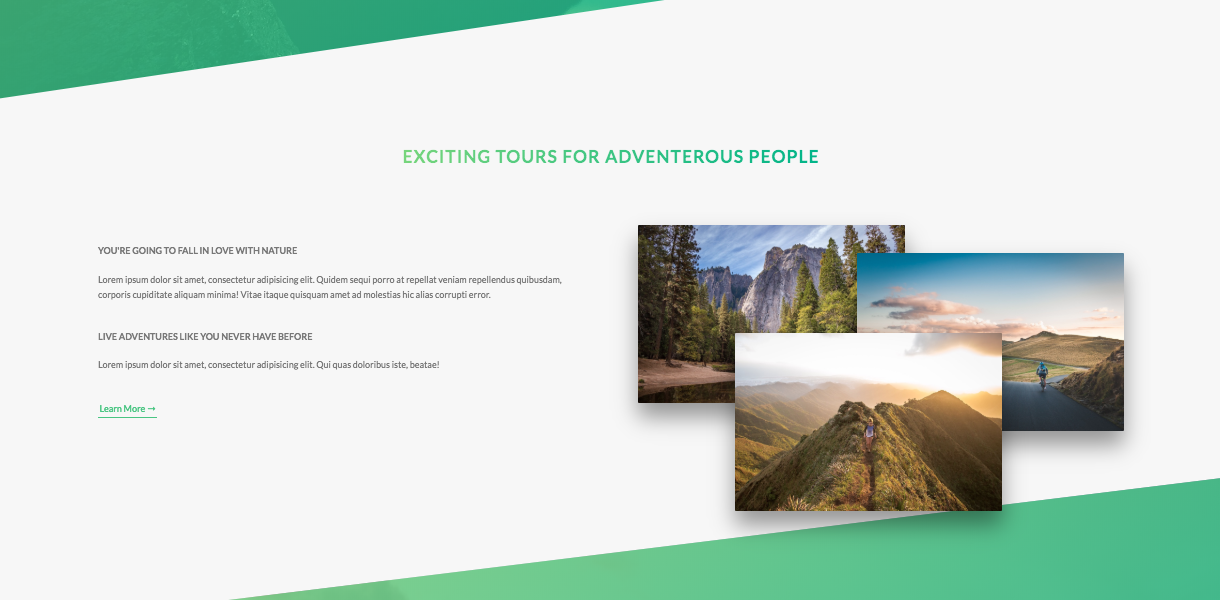 EXCITING TOURS FOR ADVENTEROUS PEOPLE
YOU'RE GOING TO FALL IN LOVE WITH NATURE
Lorem ipsum dolor sit amet, consectetur adipisicing elit. Quidem sequi porro at repellat veniam repellendus quibusdam,
corporis cupiditate aliquam minima! Vitae itaque quisquam amet ad molestias hic alias corrupti error.
LIVE ADVENTURES LIKE YOU NEVER HAVE BEFORE
Lorem ipsum dolor sit amet, consectetur adipisicing elit. Qui quas doloribus iste, beatae!
Learn More →